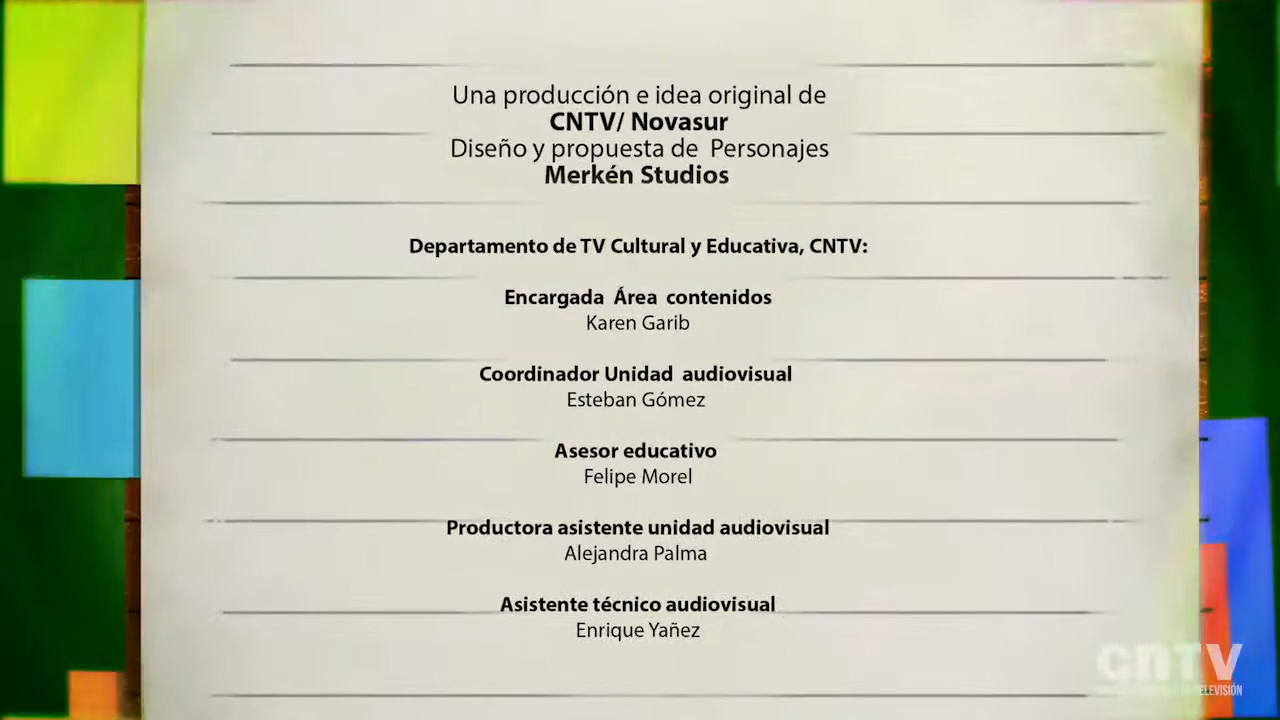 Una producción e idea original de
CNTV/ Novasur
Diseño y propuesta de Personajes
Merkén Studios
Departamento de TV Cultural y Educativa, CNTV:
Encargada Área contenidos
Karen Garib
Coordinador Unidad audiovisual
Esteban Gómez
Asesor educativo
Felipe Morel
Productora asistente unidad audiovisual
Alejandra Palma
Asistente técnico audiovisual
Enrique Yañez
cnTV
TELEVISIÓN